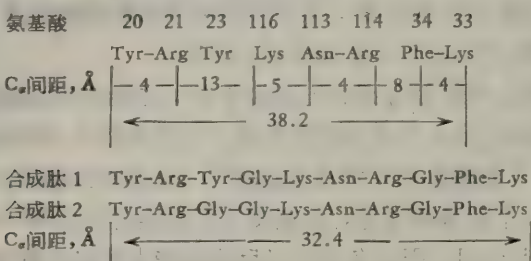 氨基酸 20 21 23 116 113 114 34 33
Tyr-Arg Tyr Lys Asn-Arg Phe-Lys
Cα间距，Å |— 4 —|—13—|—5—|— 4 —|— 8 —|—4—|
38.2
合成肽 1 Tyr-Arg-Tyr-Gly-Lys-Asn-Arg-Gly-Phe-Lys
合成肽 2 Tyr-Arg-Gly-Gly-Lys-Asn-Arg-Gly-Phe-Lys
Cα间距，Å 32.4